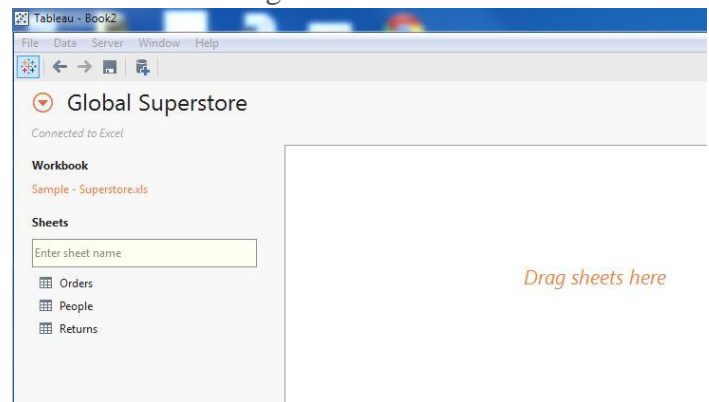 Tableau - Book2
File Data Server Window Help
Global Superstore
Connected to Excel
Workbook
Sample - Superstore.xls
Sheets
Enter sheet name
Orders
People
Returns
Drag sheets here